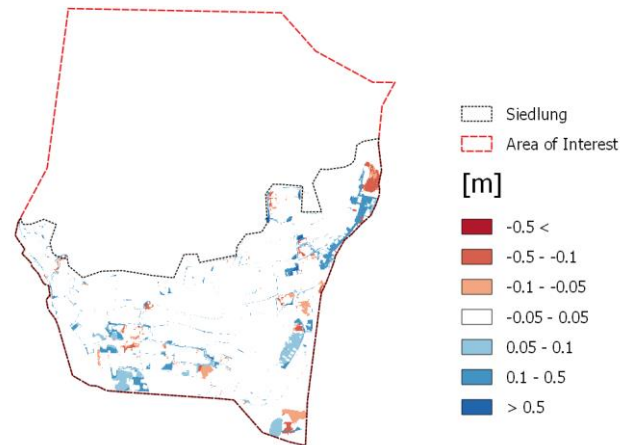 Siedlung
Area of Interest
[m]
-0.5 <
-0.5 - -0.1
-0.1 - -0.05
-0.05 - 0.05
0.05 - 0.1
0.1 - 0.5
> 0.5